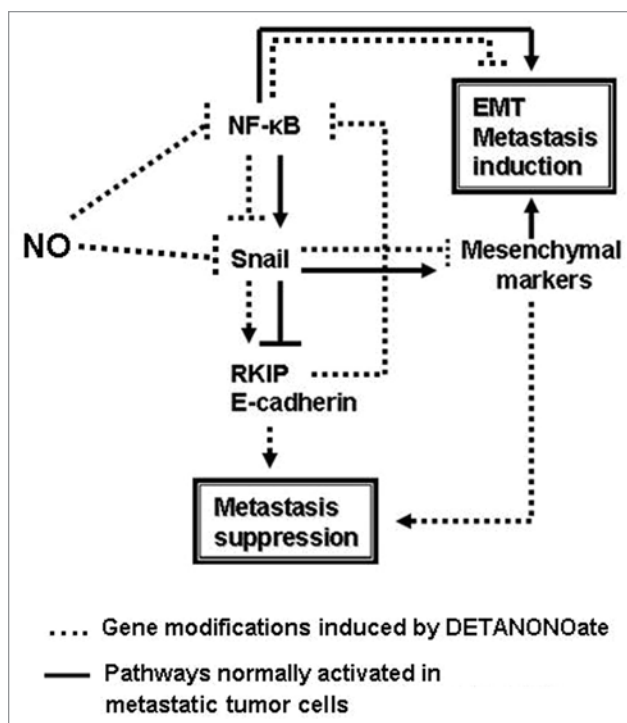 NF-κB
EMT
Metastasis
induction
NO
Snail
Mesenchymal
markers
RKIP
E-cadherin
Metastasis
suppression
Gene modifications induced by DETANONOate
Pathways normally activated in
metastatic tumor cells